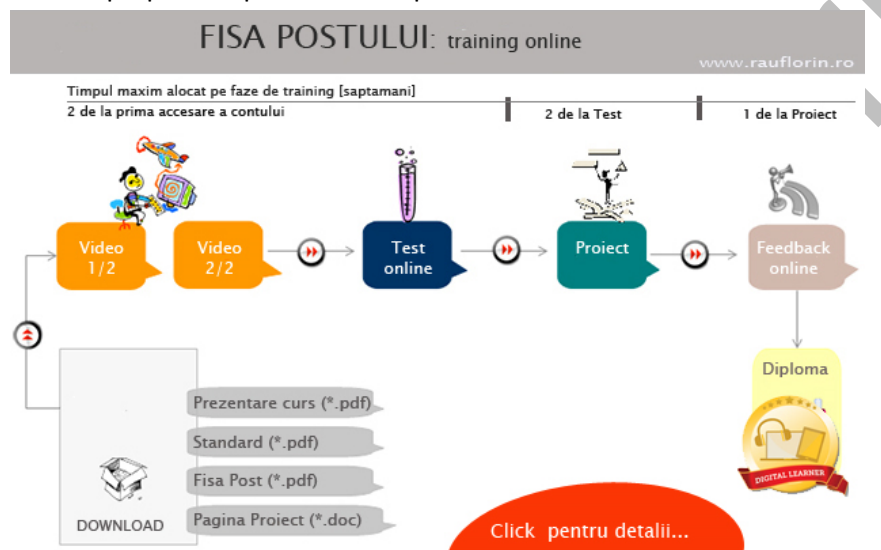 FISA POSTULUI: training online
www.rauflorin.ro
Timpul maxim alocat pe faze de training [saptamani]
2 de la prima accesare a contului
2 de la Test
1 de la Proiect
Video
1/2
Video
2/2
Test
online
Proiect
Feedback
online
Diploma
DIGITAL LEARNER
Prezentare curs (*.pdf)
Standard (*.pdf)
Fisa Post (*.pdf)
Pagina Proiect (*.doc)
DOWNLOAD
Click pentru detalii...